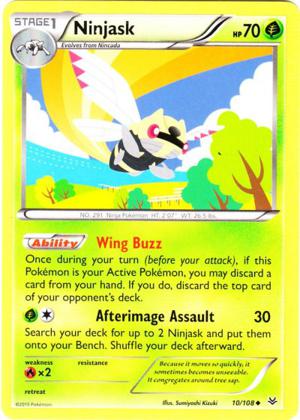 STAGE1
Ninjask
HP70
Evolves from Nincada
NO. 291 Ninja Pokémon HT. 2'07" WT. 26.5 lbs.
Ability Wing Buzz
Once during your turn (before your attack), if this
Pokémon is your Active Pokémon, you may discard a
card from your hand. If you do, discard the top card
of your opponent's deck.
Afterimage Assault 30
Search your deck for up to 2 Ninjask and put them
onto your Bench. Shuffle your deck afterward.
weakness
resistance
×2
retreat
Because it moves so quickly, it
sometimes becomes unseeable.
It congregates around tree sap.
©2015 Pokémon
Illus. Sumiyoshi Kizuki
10/108